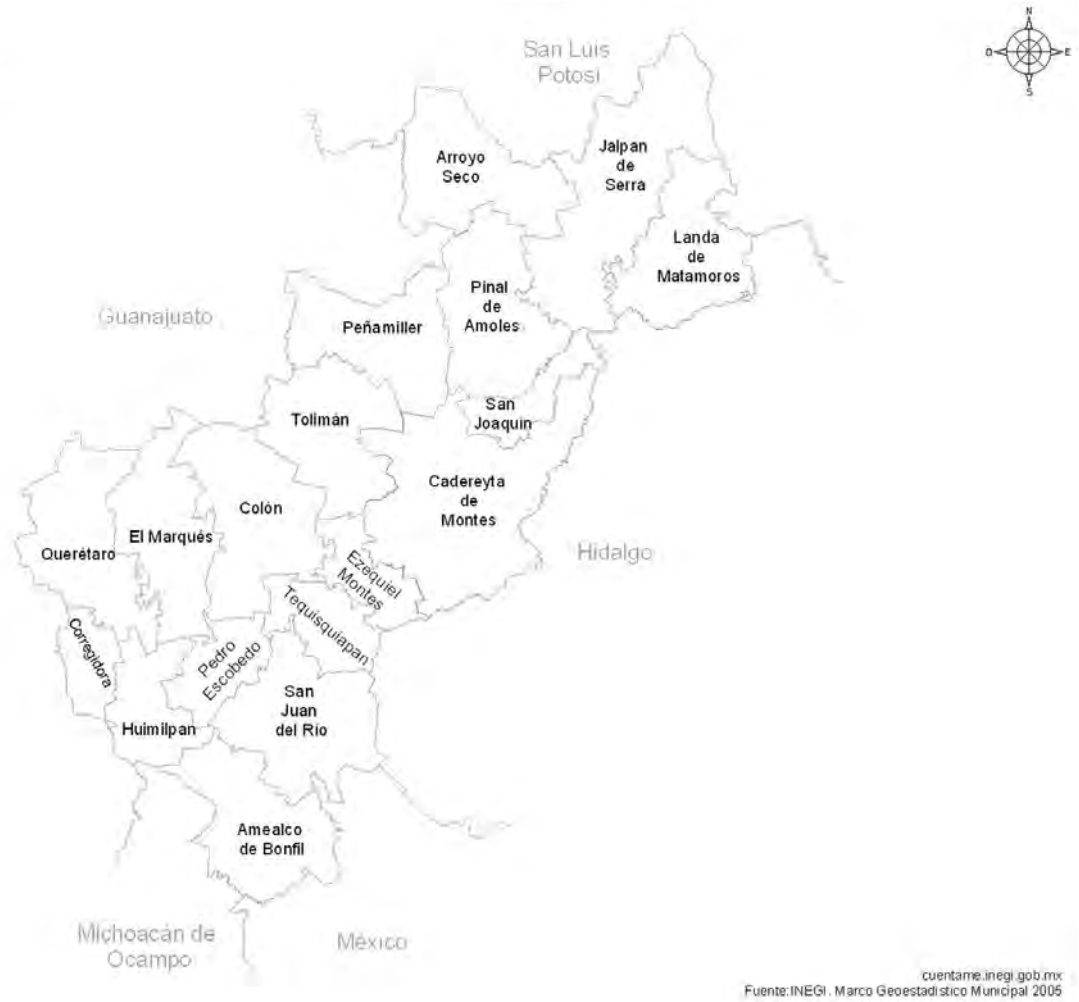 N
O
E
S
San Luis
Potosí
Arroyo
Seco
Jalpan
de
Serra
Landa
de
Matamoros
Pinal
de
Amoles
Guanajuato
Peñamiller
San
Joaquin
Tolimán
Cadereyta
de
Montes
Colón
El Marqués
Querétaro
Hidalgo
Ezequiel
Montes
Tequisquiapan
Corregidora
Pedro
Escobedo
San
Juan
del Río
Huimilpan
Amealco
de Bonfil
Michoacán de
Ocampo
México
cuentame.inegi.gob.mx
Fuente:INEGI. Marco Geoestadistico Municipal 2005